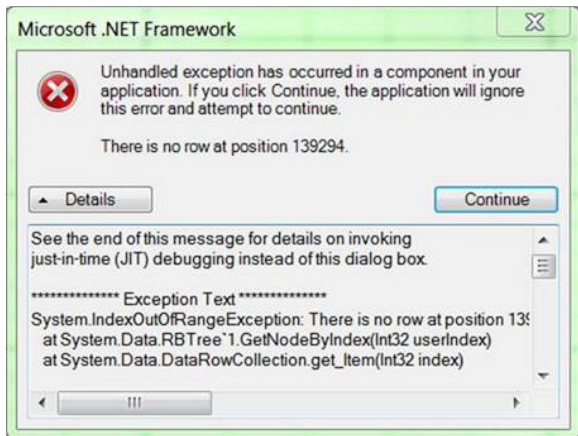 Microsoft .NET Framework
Unhandled exception has occurred in a component in your
application. If you click Continue, the application will ignore
this error and attempt to continue.
There is no row at position 139294.
Details
Continue
See the end of this message for details on invoking
just-in-time (JIT) debugging instead of this dialog box.
************** Exception Text **************
System.IndexOutOfRangeException: There is no row at position 139
at System.Data.RBTree`1.GetNodeByIndex(Int32 userIndex)
at System.Data.DataRowCollection.get_Item(Int32 index)